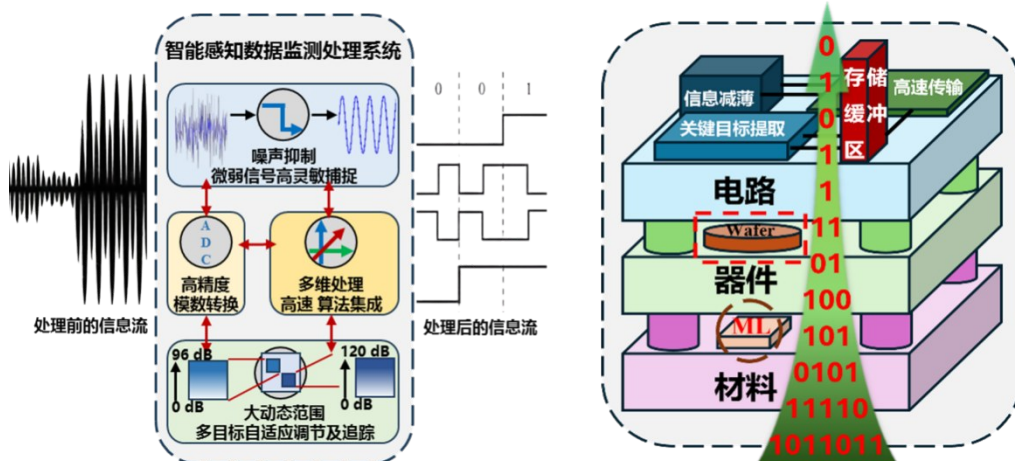 智能感知数据监测处理系统
噪声抑制
微弱信号高灵敏捕捉
A
D
C
高精度
模数转换
多维处理
高速 算法集成
96 dB
0 dB
120 dB
0 dB
大动态范围
多目标自适应调节及追踪
处理前的信息流
0 0 1
处理后的信息流
信息减薄
关键目标提取
存储
缓冲
区
高速传输
电路
Wafer
器件
ML
材料
0
1
0
1
1
11
01
100
101
0101
11110
1011011